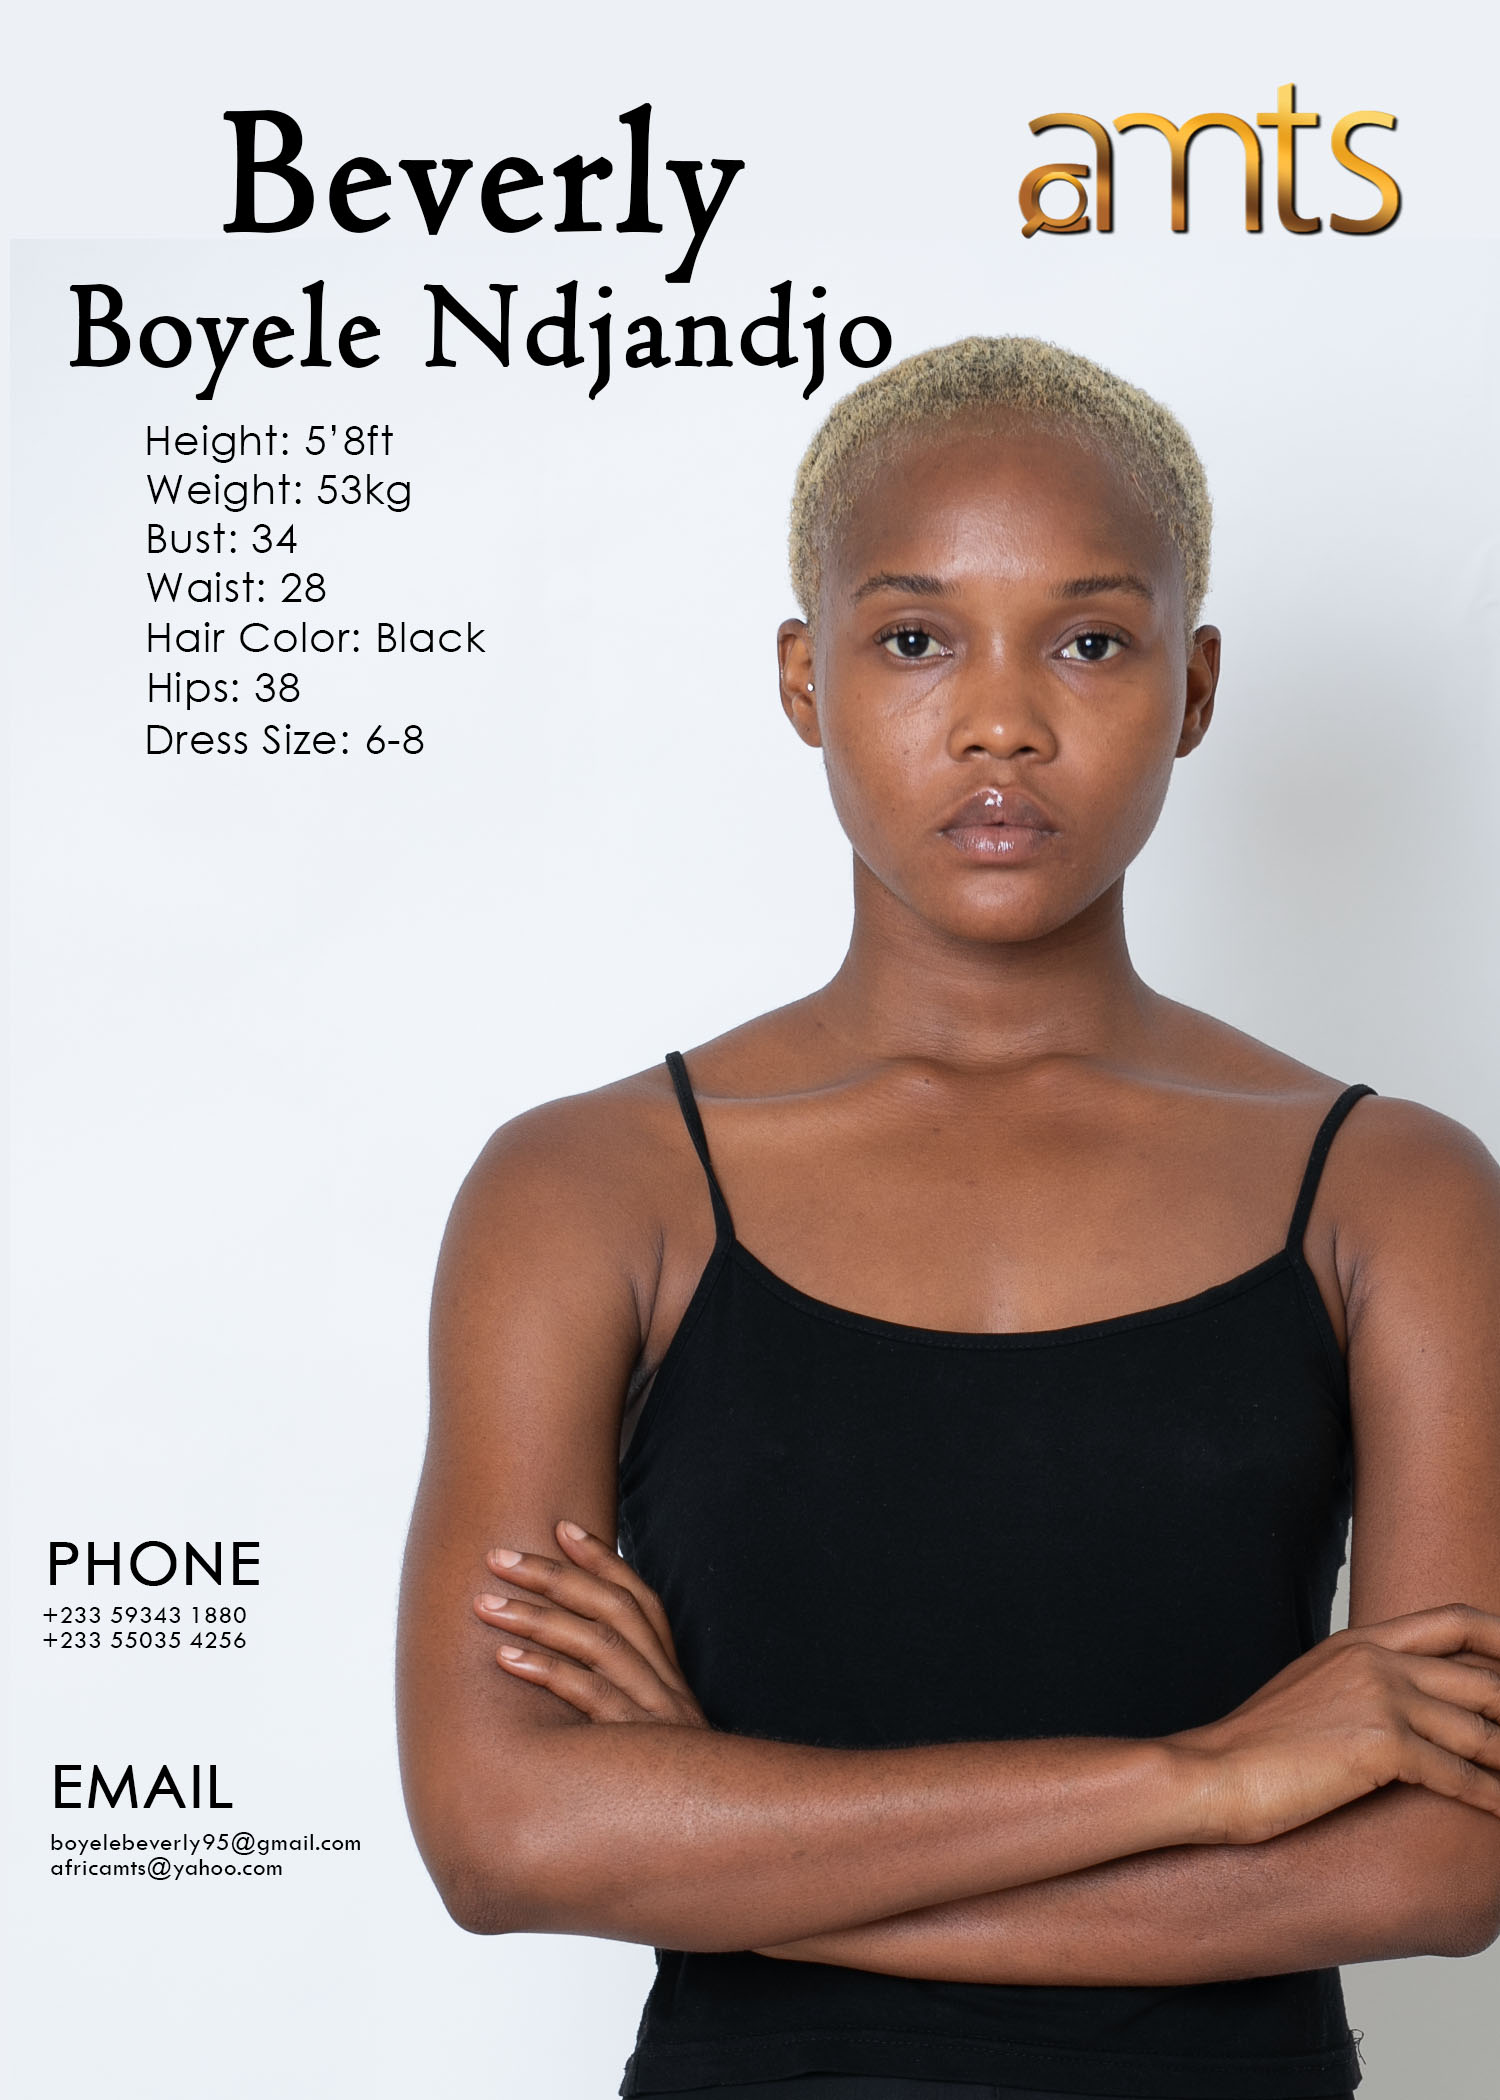 Beverly
amts
Boyele Ndjandjo
Height: 5’8ft
Weight: 53kg
Bust: 34
Waist: 28
Hair Color: Black
Hips: 38
Dress Size: 6-8
PHONE
+233 59343 1880
+233 55035 4256
EMAIL
boyelebeverly95@gmail.com
africamts@yahoo.com